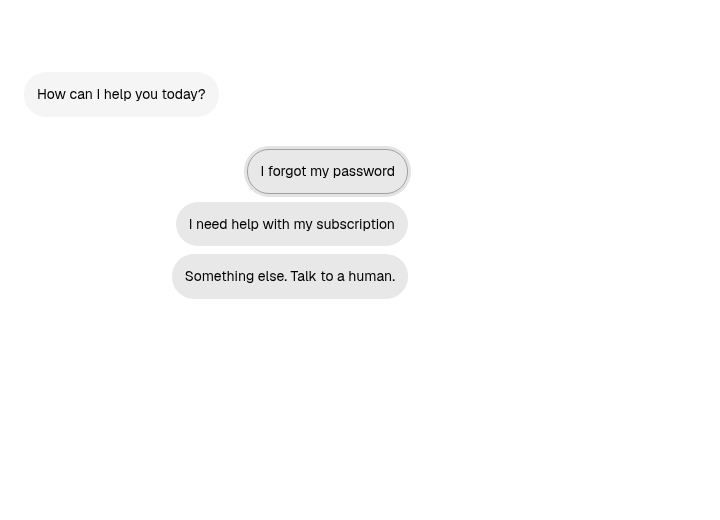 How can I help you today?
I forgot my password
I need help with my subscription
Something else. Talk to a human.